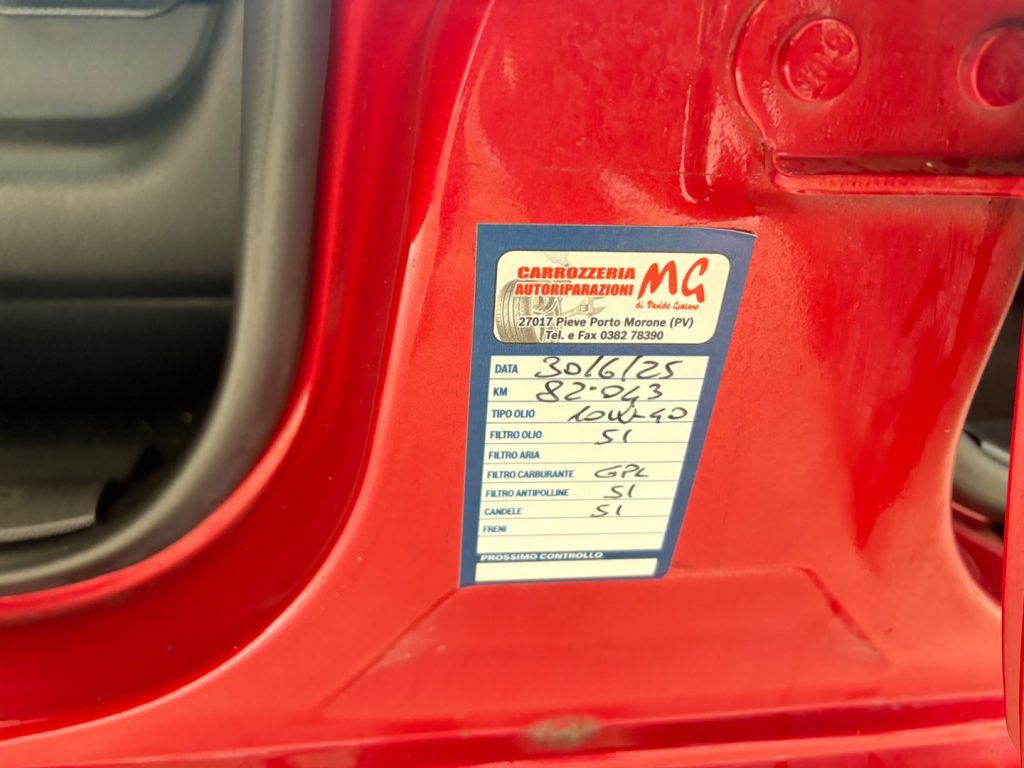 CARROZZERIA MG
AUTORIPARAZIONI
di Davide
27017 Pieve Porto Morone (PV)
Tel. e Fax 0382 78390
DATA 30/6/25
KM 82.043
TIPO OLIO 10W-40
FILTRO OLIO SI
FILTRO ARIA
FILTRO CARBURANTE GPL
FILTRO ANTIPOLLINE SI
CANDELE SI
FRENI
PROSSIMO CONTROLLO